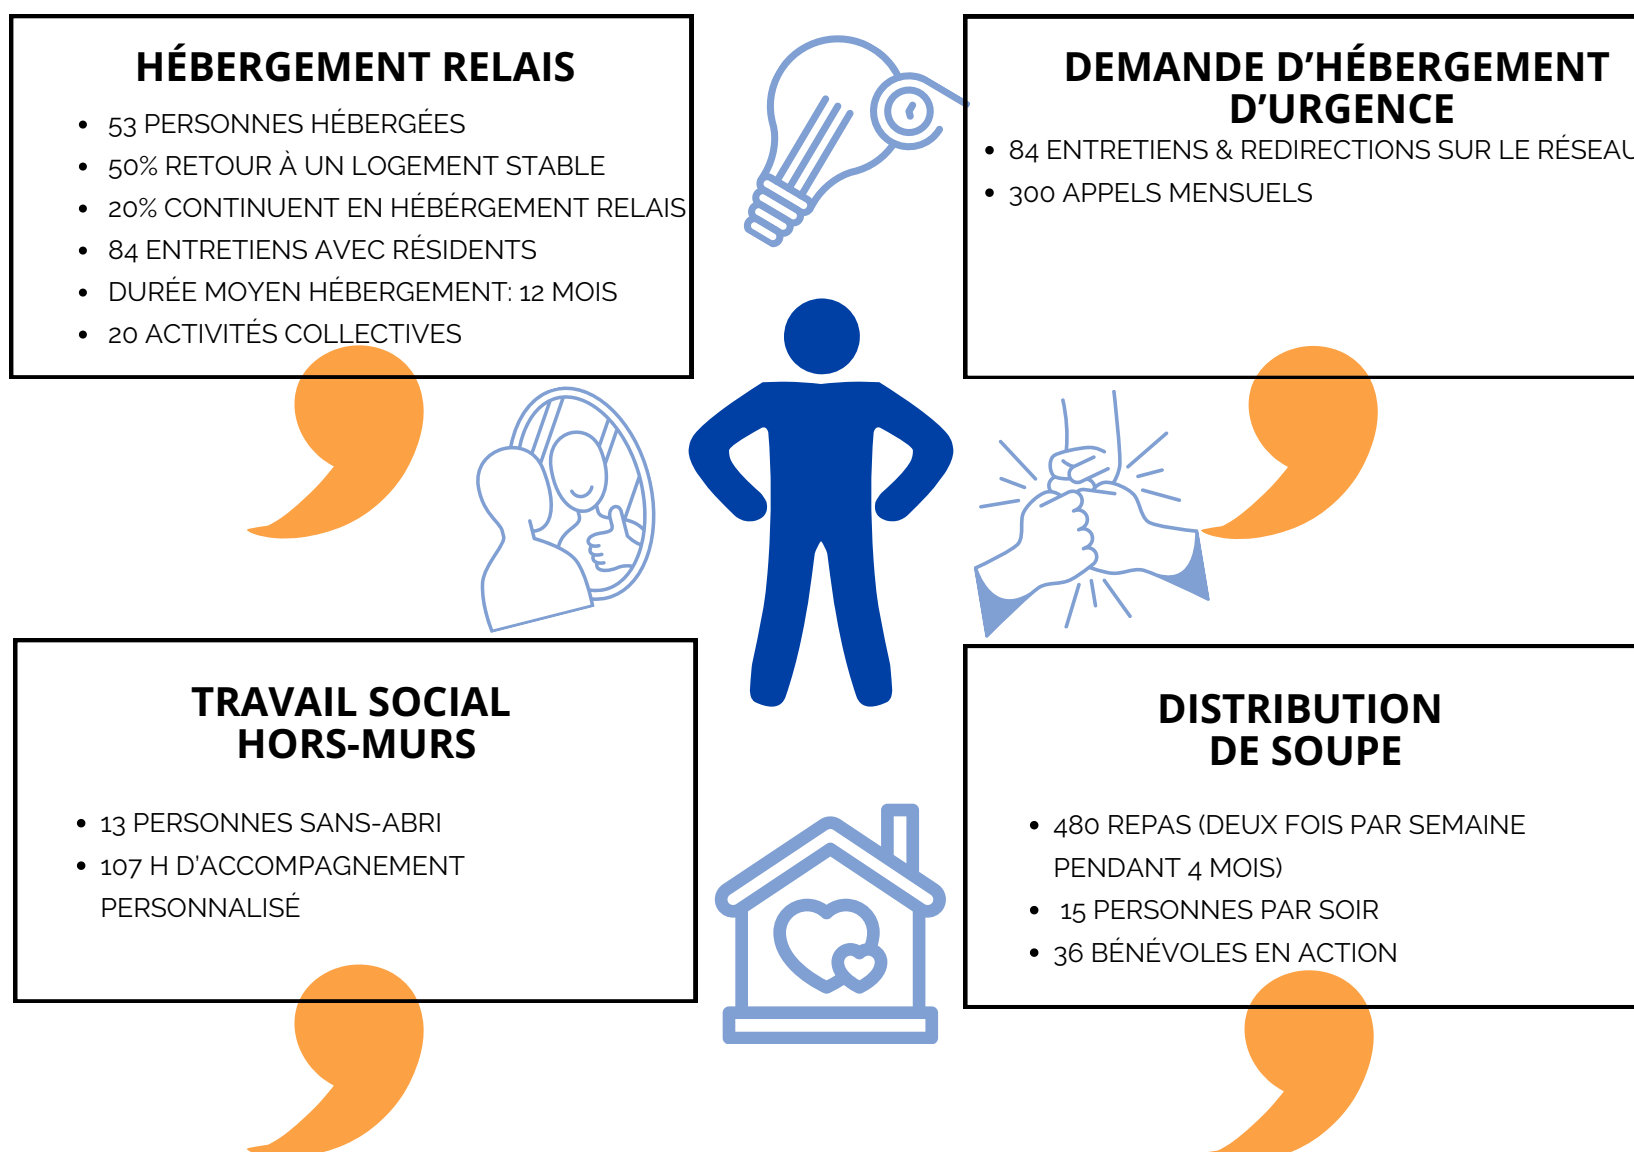 HÉBERGEMENT RELAIS
• 53 PERSONNES HÉBERGÉES
• 50% RETOUR À UN LOGEMENT STABLE
• 20% CONTINUENT EN HÉBÉRGEMENT RELAIS
• 84 ENTRETIENS AVEC RÉSIDENTS
• DURÉE MOYEN HÉBERGEMENT: 12 MOIS
• 20 ACTIVITÉS COLLECTIVES
DEMANDE D’HÉBERGEMENT
D’URGENCE
• 84 ENTRETIENS & REDIRECTIONS SUR LE RÉSEAU
• 300 APPELS MENSUELS
TRAVAIL SOCIAL
HORS-MURS
• 13 PERSONNES SANS-ABRI
• 107 H D’ACCOMPAGNEMENT
PERSONNALISÉ
DISTRIBUTION
DE SOUPE
• 480 REPAS (DEUX FOIS PAR SEMAINE
PENDANT 4 MOIS)
• 15 PERSONNES PAR SOIR
• 36 BÉNÉVOLES EN ACTION